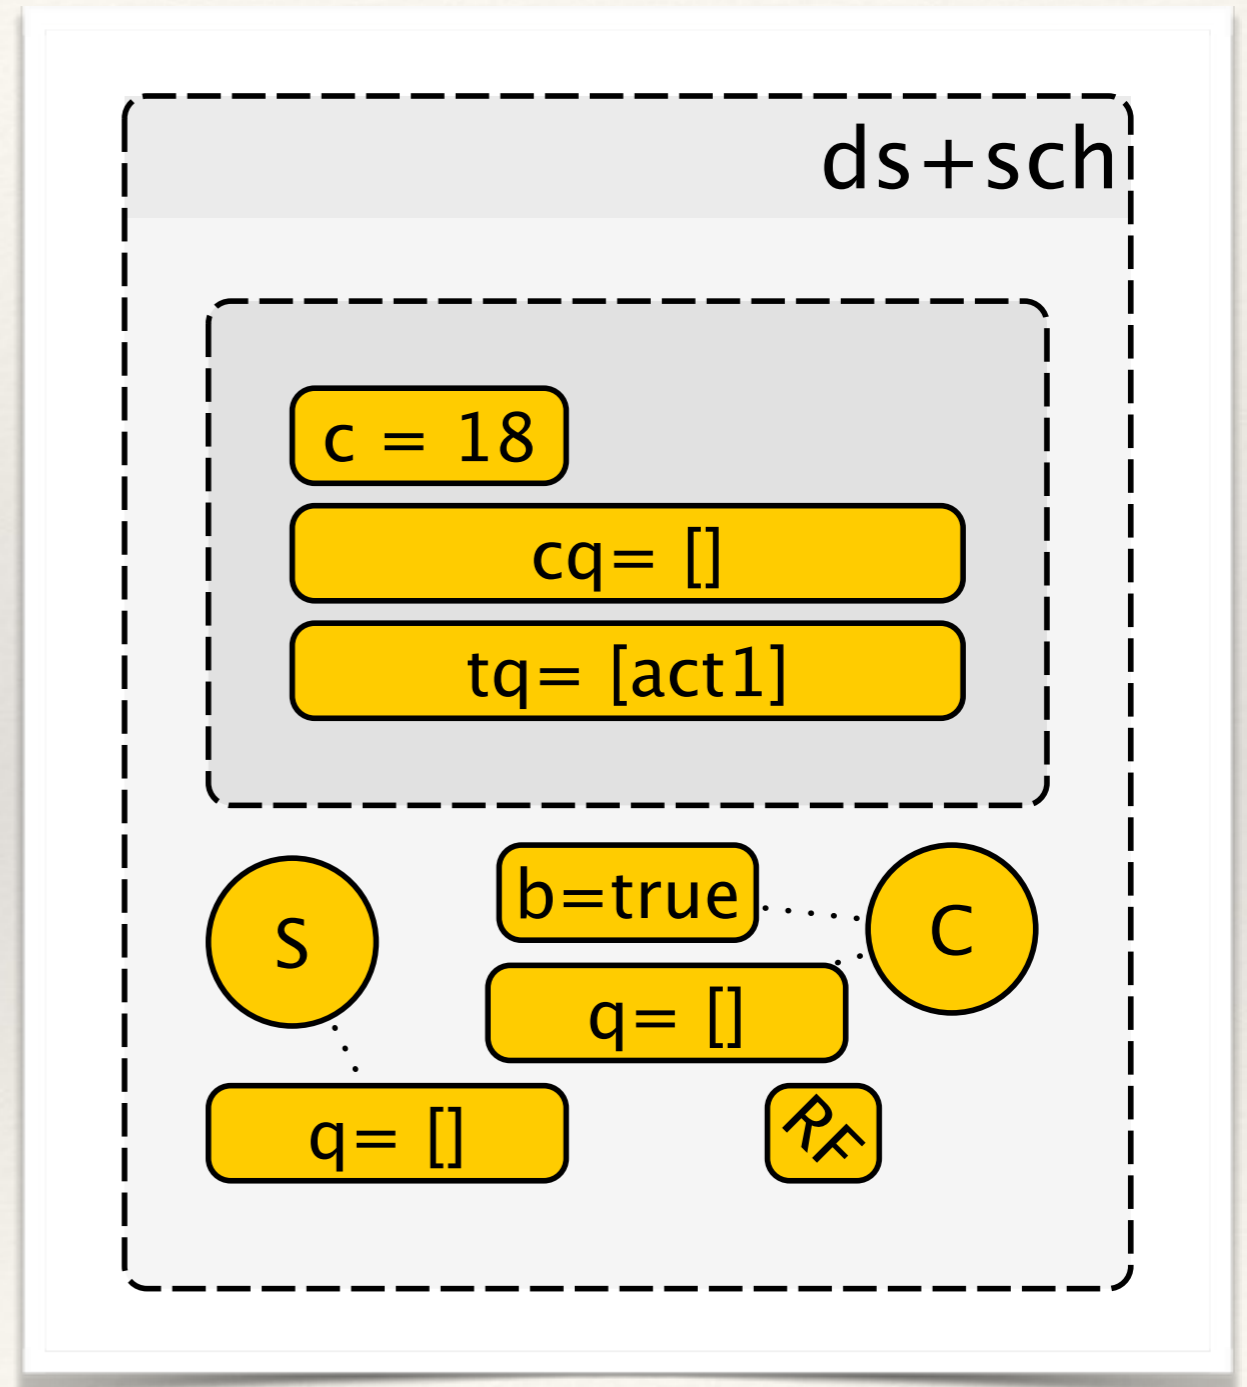 ds+sch
c = 18
cq= []
tq= [act1]
b=true
S
C
q= []
q= []
RF